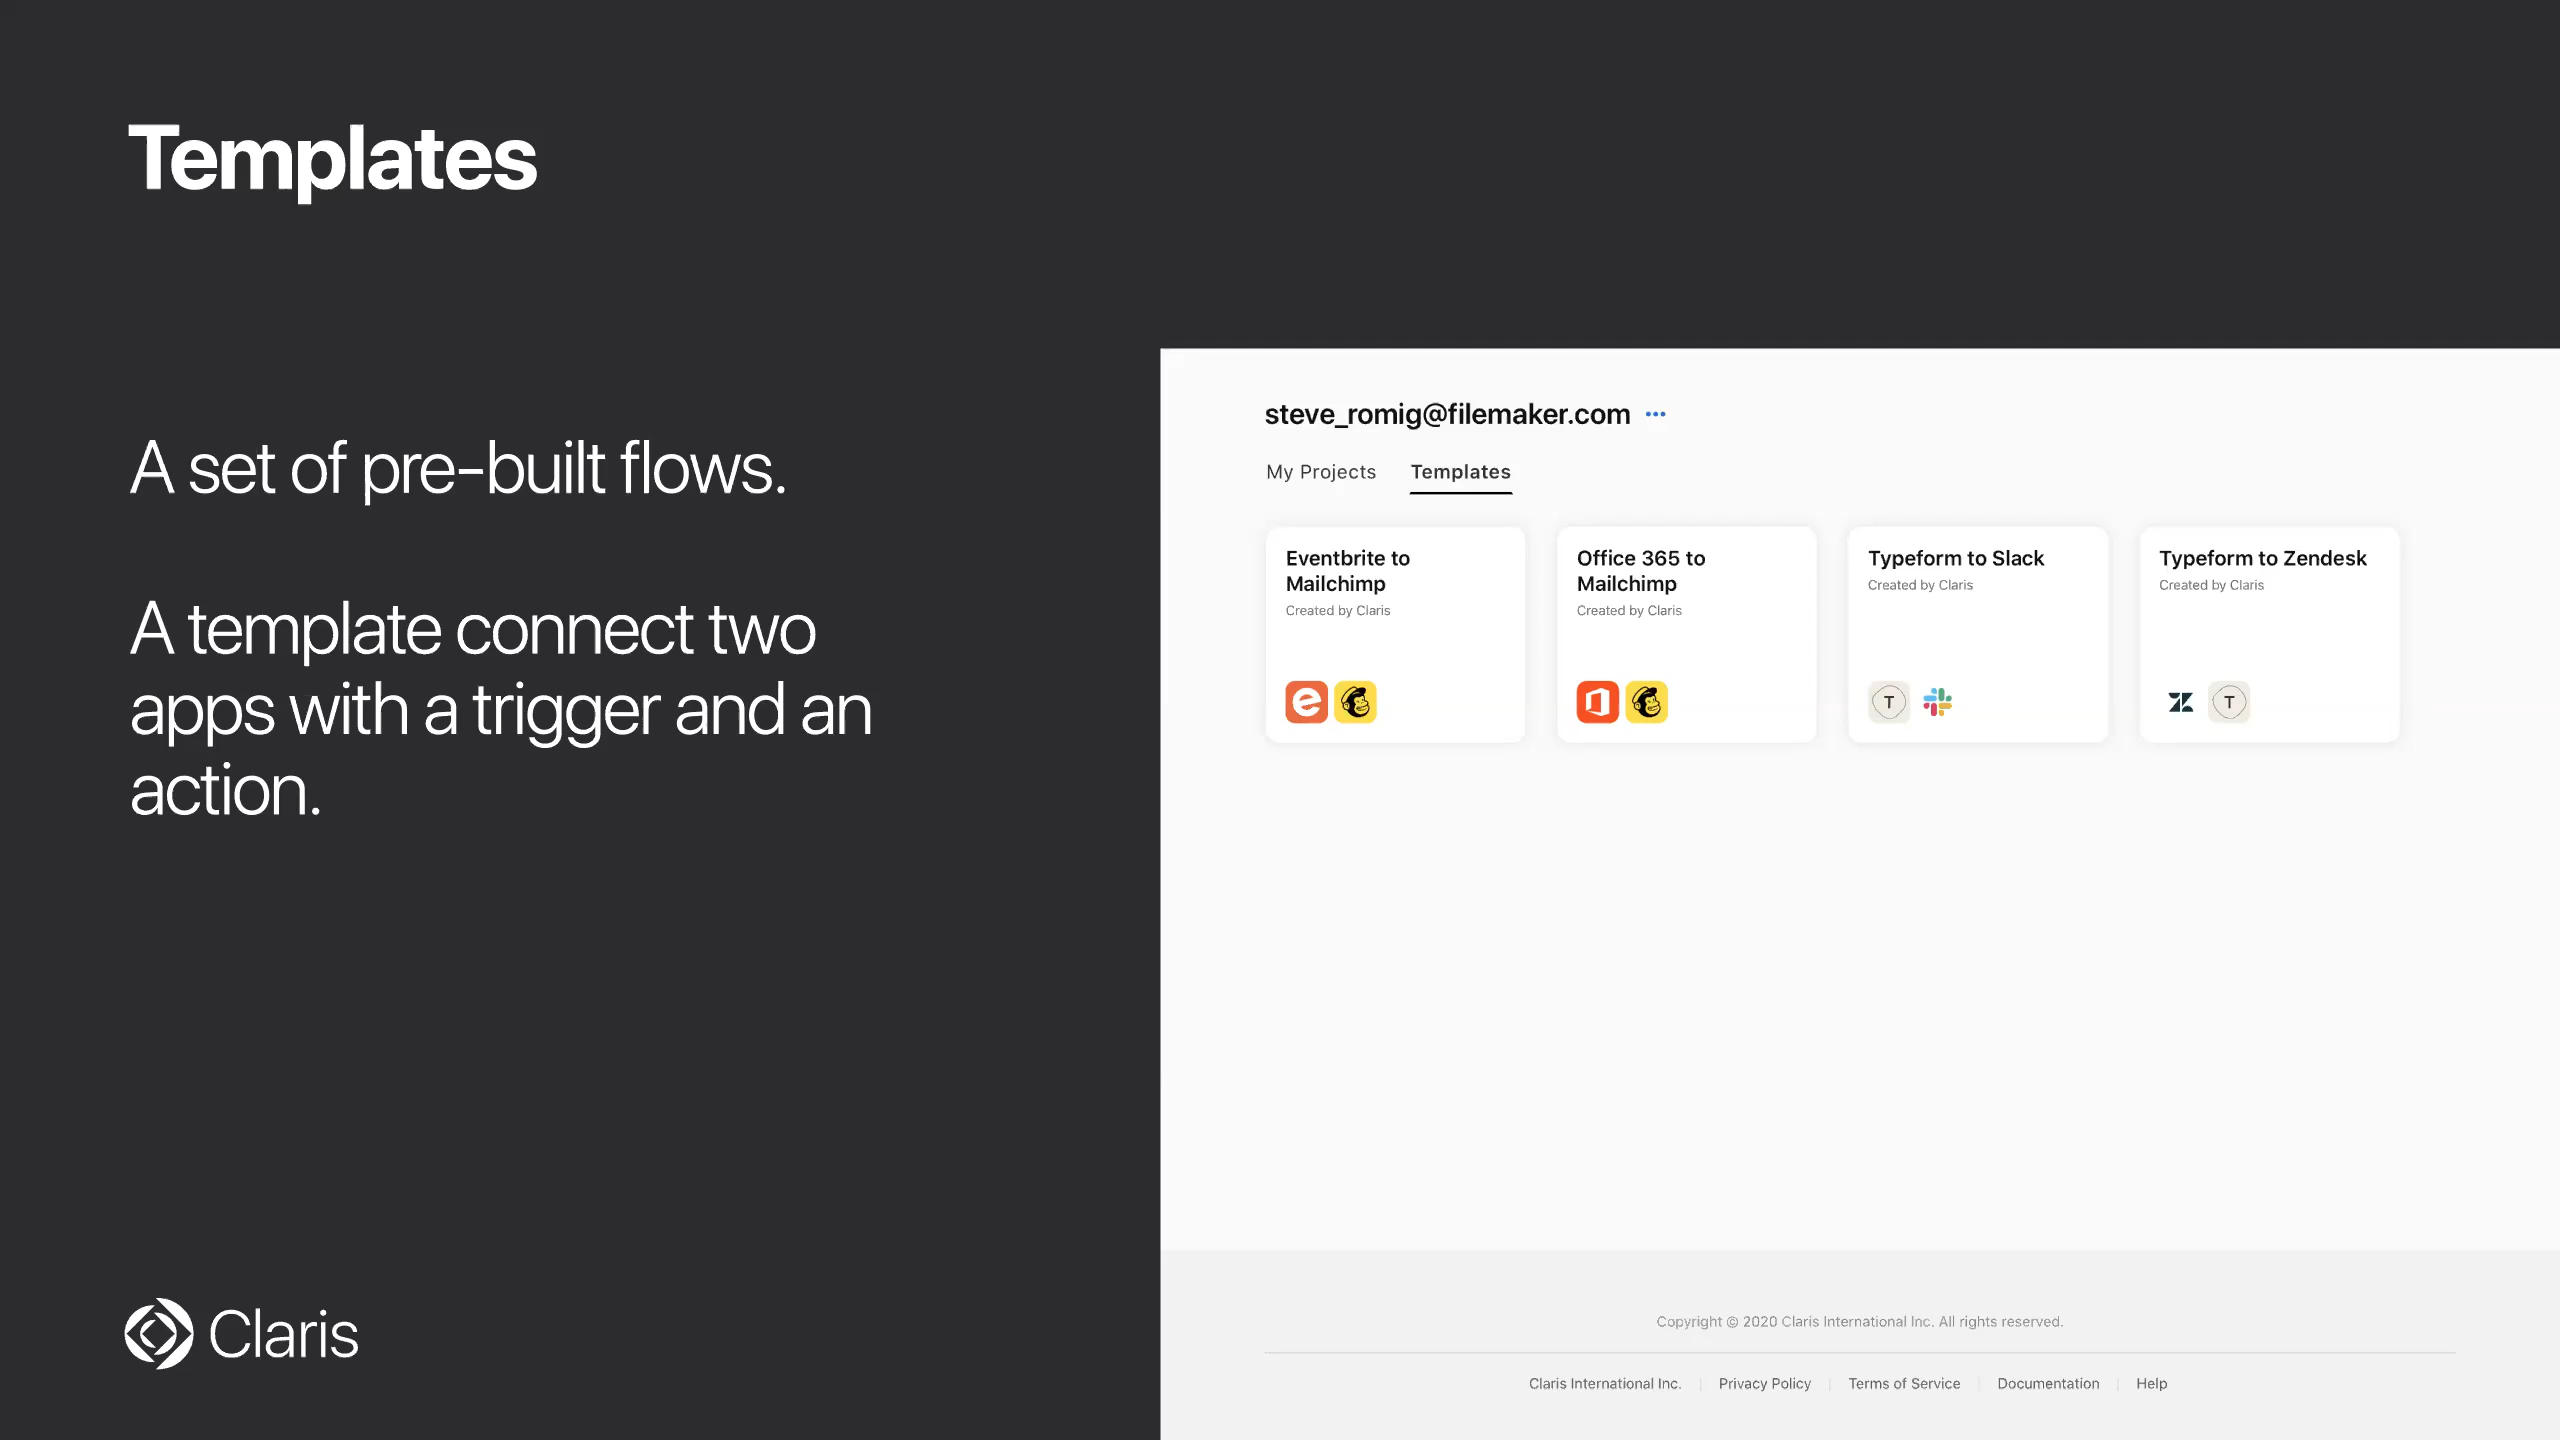 Templates
A set of pre-built flows.
A template connect two
apps with a trigger and an
action.
Claris
steve_romig@filemaker.com ···
My Projects Templates
Eventbrite to
Mailchimp
Created by Claris
Office 365 to
Mailchimp
Created by Claris
Typeform to Slack
Created by Claris
T
Typeform to Zendesk
Created by Claris
T
Copyright © 2020 Claris International Inc. All rights reserved.
Claris International Inc. | Privacy Policy | Terms of Service | Documentation | Help